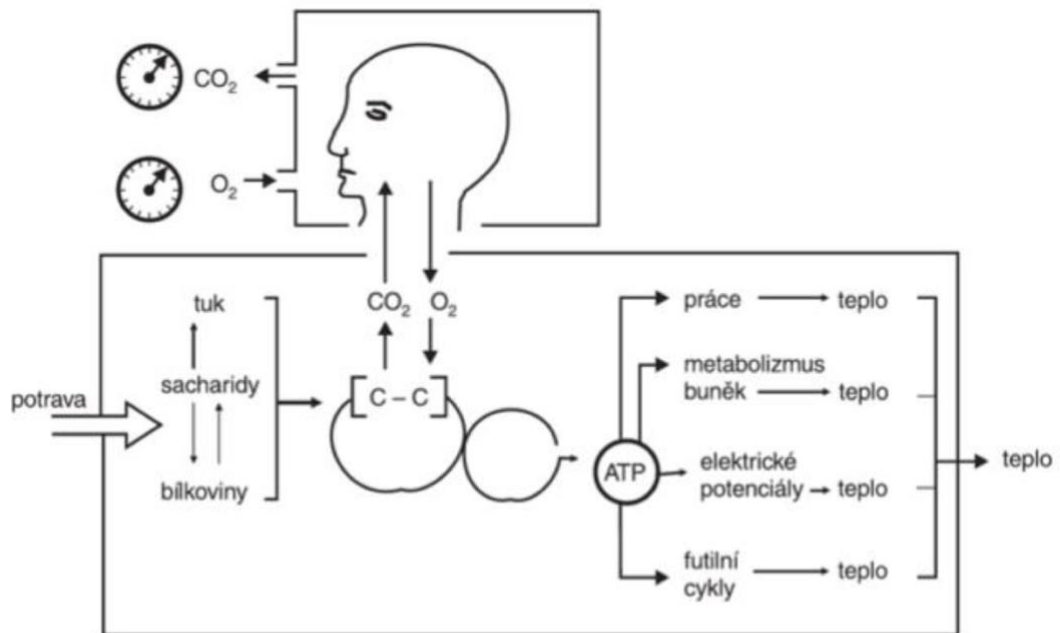 CO₂
O₂
CO₂ O₂
tuk
sacharidy
bílkoviny
potrava
[C – C]
ATP
práce
teplo
metabolizmus
buněk
teplo
elektrické
potenciály
teplo
futilní
cykly
teplo
teplo